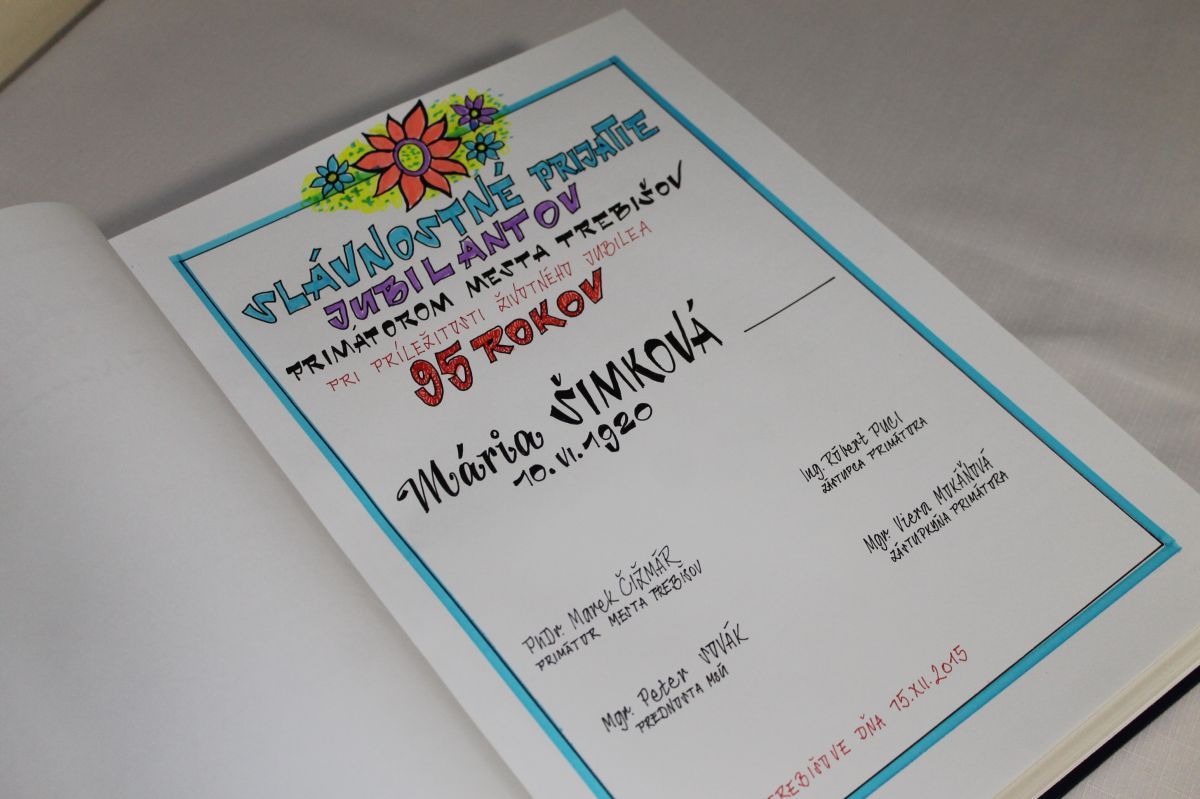 SLÁVNOSTNÉ PRIJATIE
JUBILANTOV
PRIMÁTOROM MESTA TREBIŠOV
PRI PRÍLEŽITOSTI ŽIVOTNÉHO JUBILEA
95 ROKOV
Mária ŠIMKOVÁ
10.VI.1920
Ing. Róbert PUCI
ZÁSTUPCA PRIMÁTORA
Mgr. Viera MOKÁŇOVÁ
ZÁSTUPKYŇA PRIMÁTORA
PhDr. Marek ČIŽMÁR
PRIMÁTOR MESTA TREBIŠOV
Mgr. Peter SOVÁK
PREDNOSTA MSÚ
TREBIŠOVE DŇA 15.XII.2015